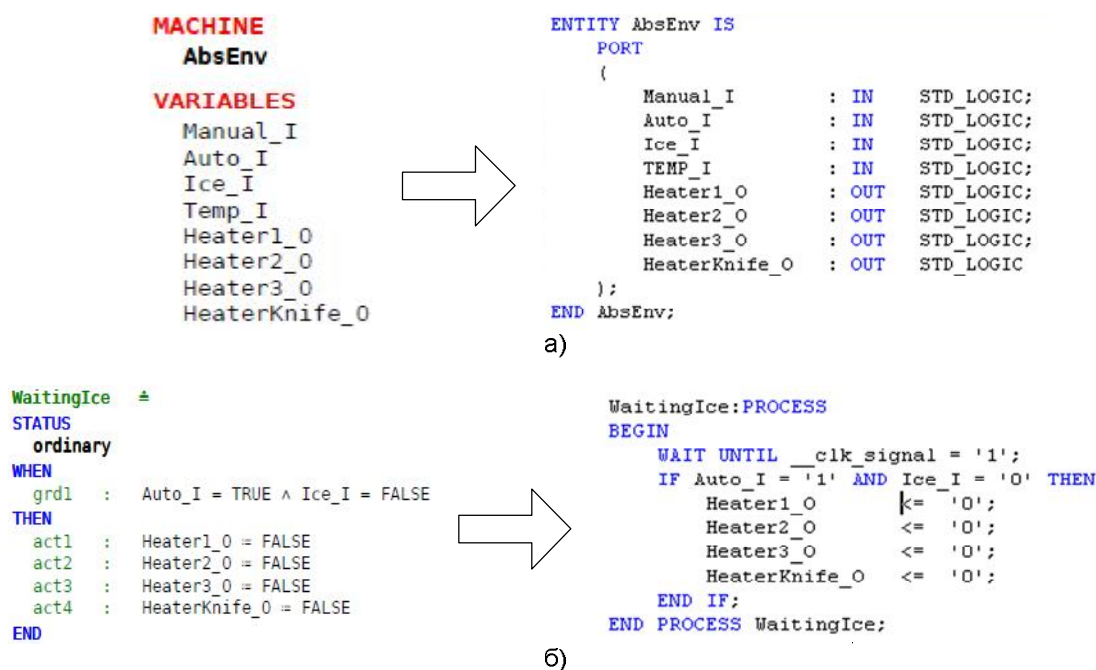 MACHINE
AbsEnv
VARIABLES
Manual_I
Auto_I
Ice_I
Temp_I
Heater1_O
Heater2_O
Heater3_O
HeaterKnife_O
ENTITY AbsEnv IS
PORT
(
Manual_I : IN STD_LOGIC;
Auto_I : IN STD_LOGIC;
Ice_I : IN STD_LOGIC;
TEMP_I : IN STD_LOGIC;
Heater1_O : OUT STD_LOGIC;
Heater2_O : OUT STD_LOGIC;
Heater3_O : OUT STD_LOGIC;
HeaterKnife_O : OUT STD_LOGIC
);
END AbsEnv;
а)
WaitingIce ≙
STATUS
ordinary
WHEN
grd1 : Auto_I = TRUE ∧ Ice_I = FALSE
THEN
act1 : Heater1_O ≔ FALSE
act2 : Heater2_O ≔ FALSE
act3 : Heater3_O ≔ FALSE
act4 : HeaterKnife_O ≔ FALSE
END
WaitingIce:PROCESS
BEGIN
WAIT UNTIL __clk_signal = '1';
IF Auto_I = '1' AND Ice_I = '0' THEN
Heater1_O <= '0';
Heater2_O <= '0';
Heater3_O <= '0';
HeaterKnife_O <= '0';
END IF;
END PROCESS WaitingIce;
б)